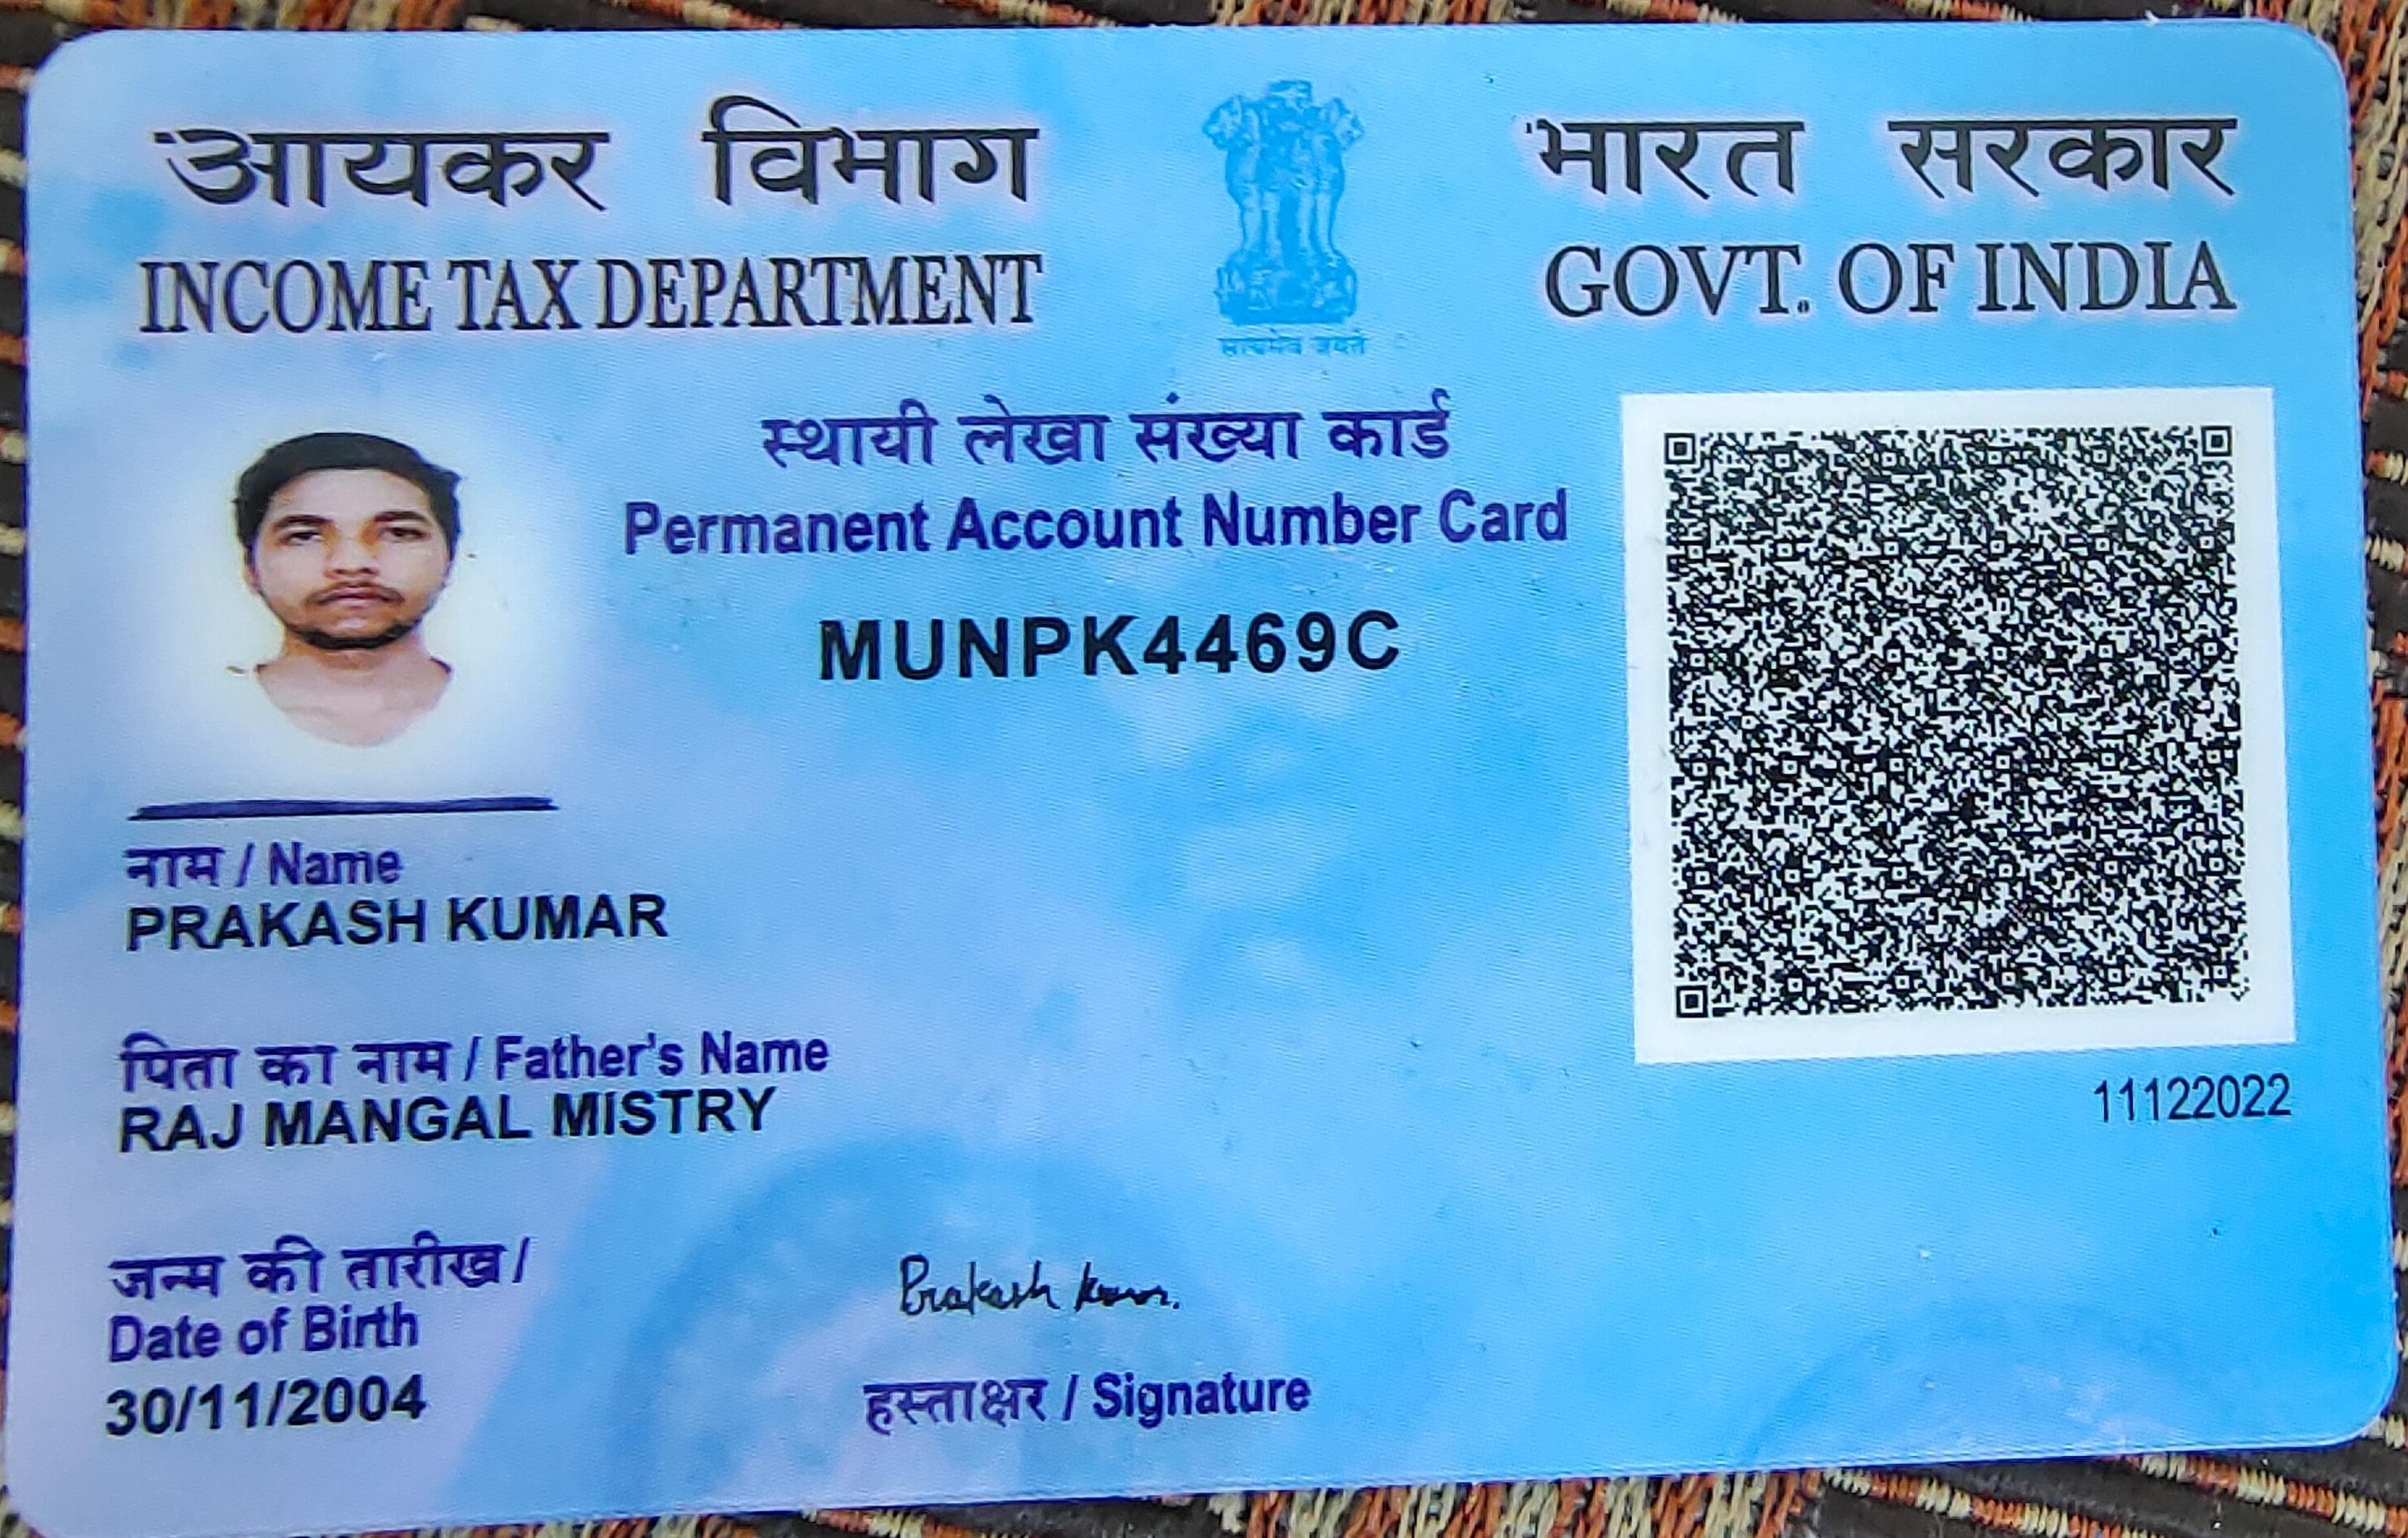 आयकर विभाग
INCOME TAX DEPARTMENT
सत्यमेव जयते
भारत सरकार
GOVT. OF INDIA
स्थायी लेखा संख्या कार्ड
Permanent Account Number Card
MUNPK4469C
नाम / Name
PRAKASH KUMAR
पिता का नाम / Father's Name
RAJ MANGAL MISTRY
11122022
जन्म की तारीख /
Date of Birth
30/11/2004
Prakash Kumar.
हस्ताक्षर / Signature